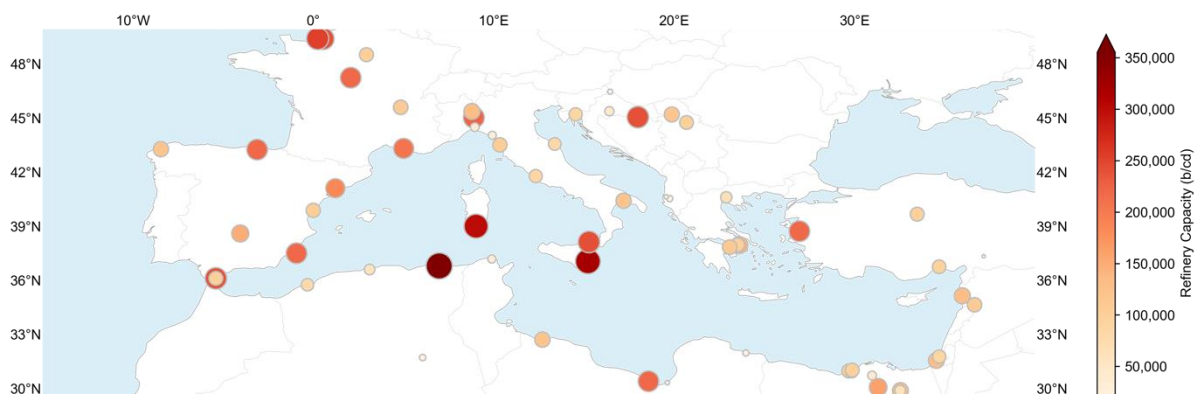 10°W 0° 10°E 20°E 30°E
48°N 48°N
45°N 45°N
42°N 42°N
39°N 39°N
36°N 36°N
33°N 33°N
30°N 30°N
350,000
300,000
250,000
200,000
150,000
100,000
50,000
Refinery Capacity (b/cd)